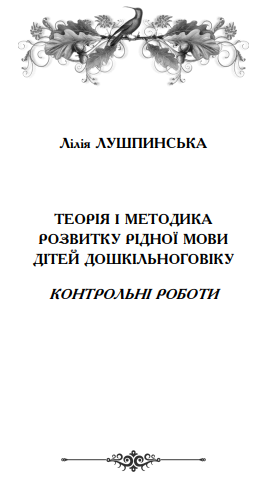 Лілія ЛУШПИНСЬКА
ТЕОРІЯ І МЕТОДИКА
РОЗВИТКУ РІДНОЇ МОВИ
ДІТЕЙ ДОШКІЛЬНОГОВІКУ
КОНТРОЛЬНІ РОБОТИ